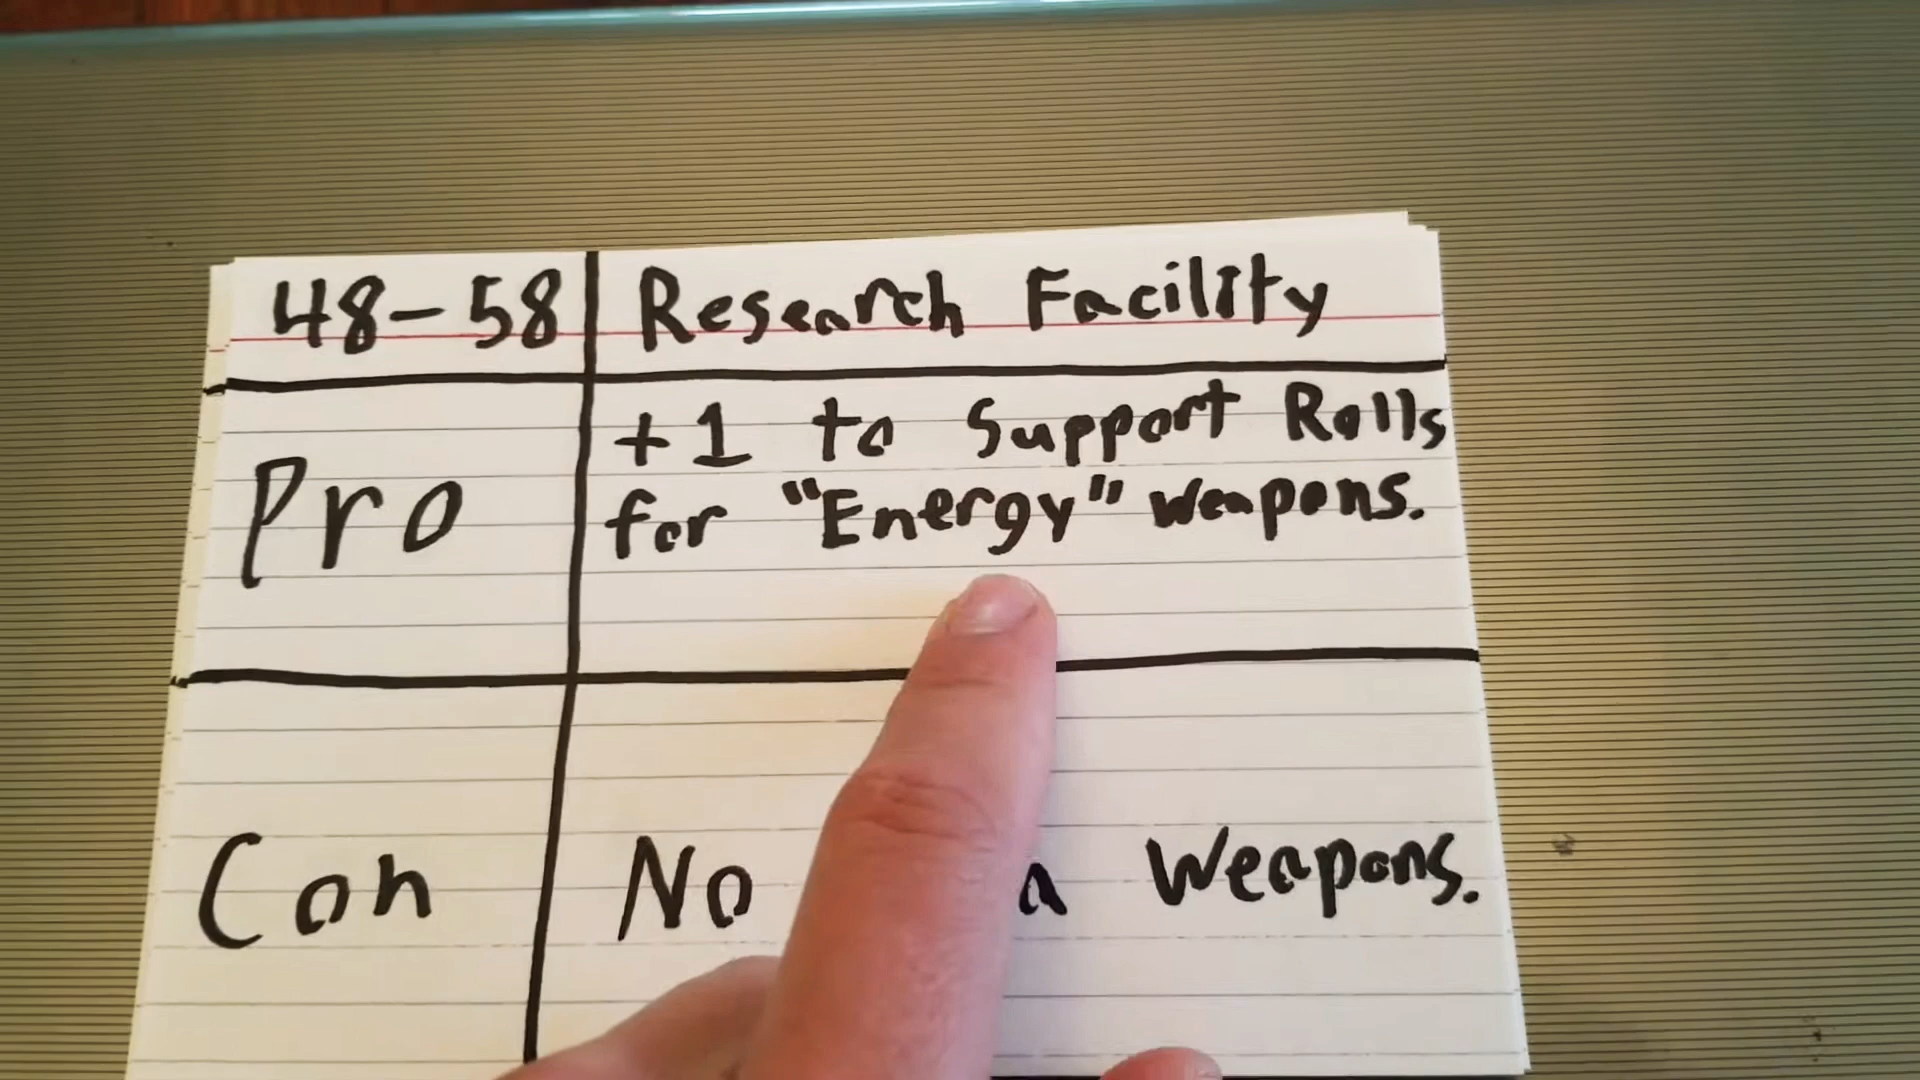 48-58 Research Facility
Pro +1 to Support Rolls
for "Energy" Weapons.
Con No Weapons.